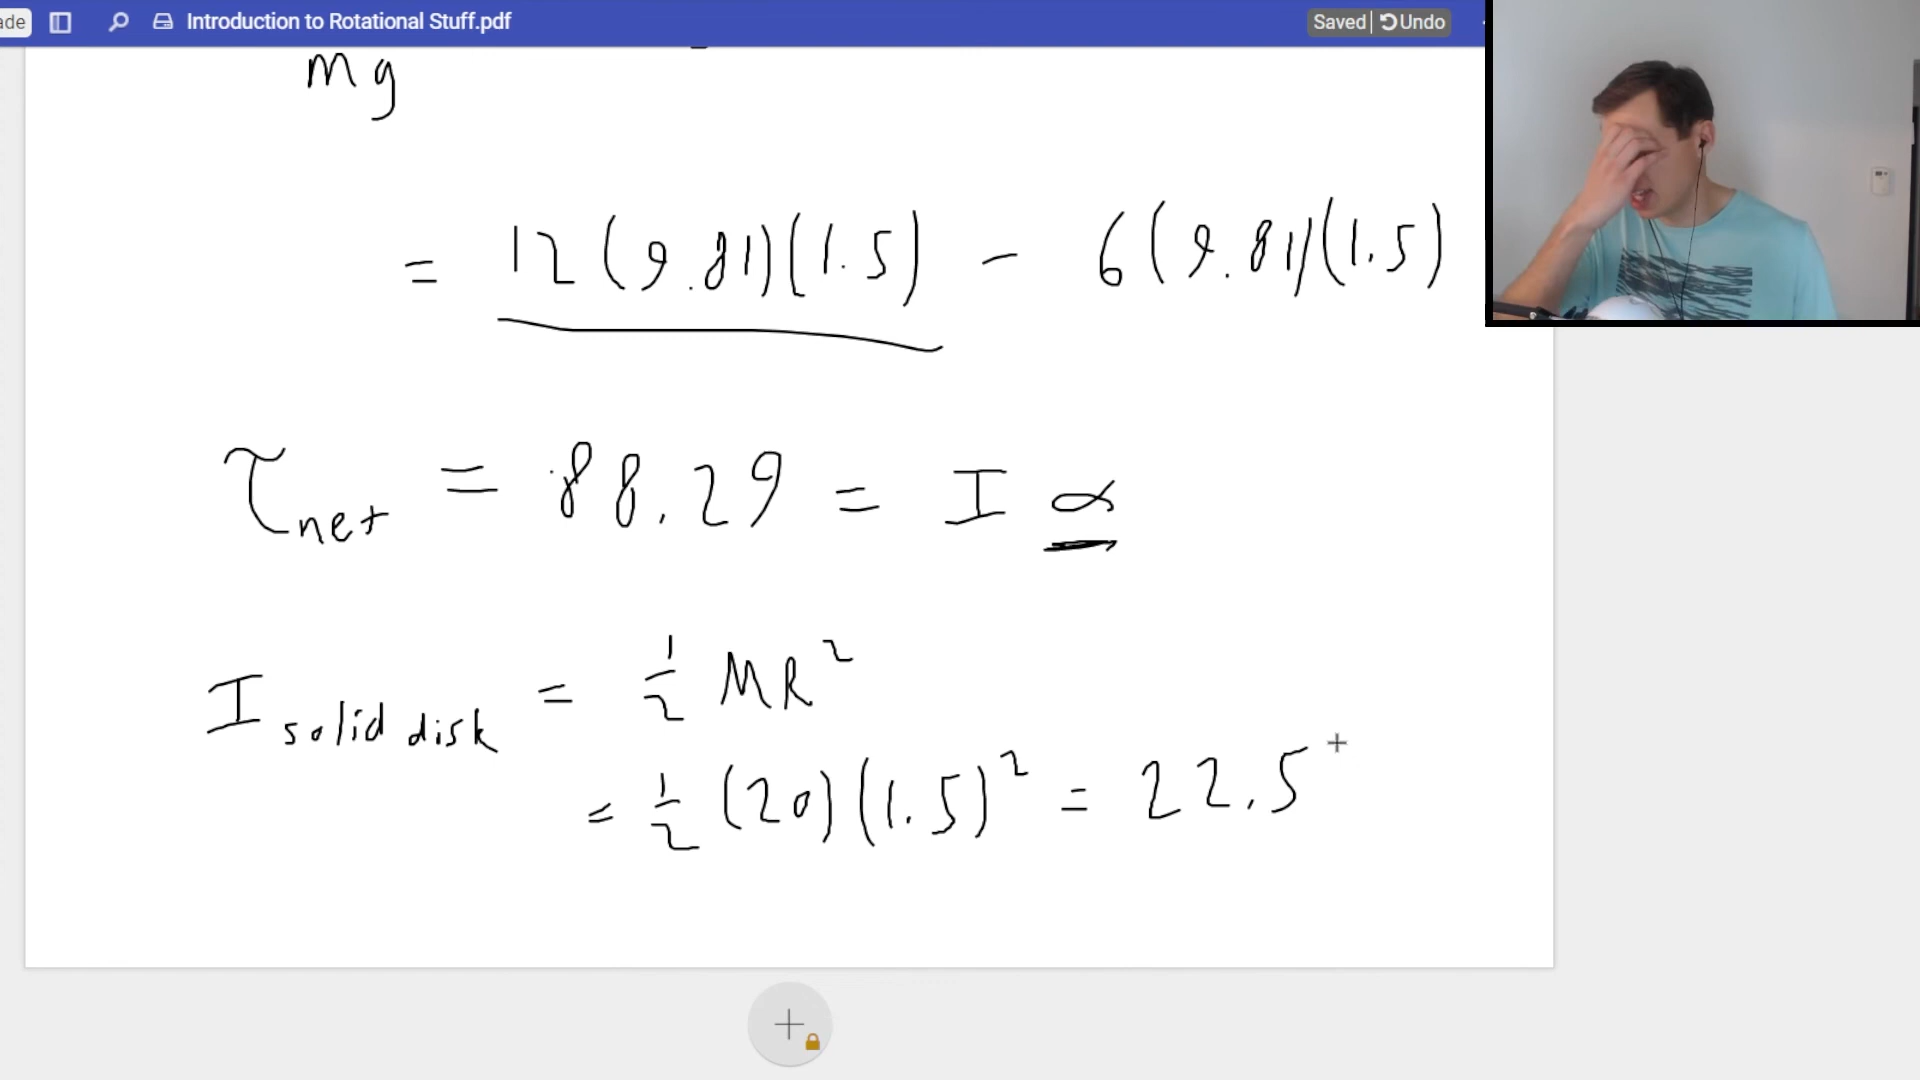 ade Introduction to Rotational Stuff.pdf Saved Undo
mg
= 12(9.81)(1.5) - 6(9.81)(1.5)
τnet = 88.29 = I α
I solid disk = 1/2 MR²
= 1/2 (20)(1.5)² = 22.5